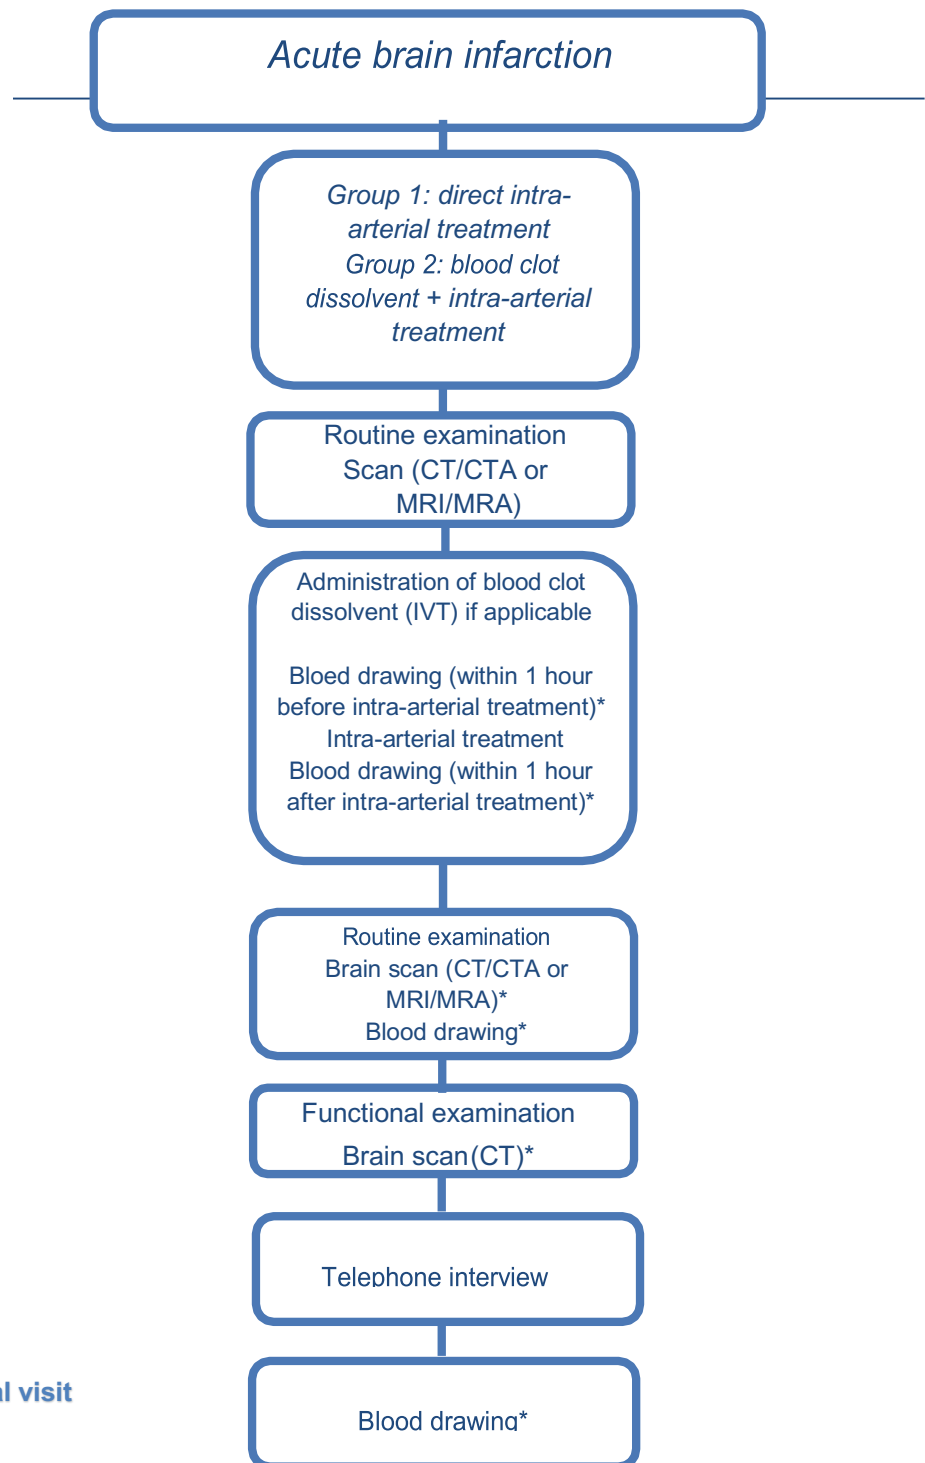 Acute brain infarction
Group 1: direct intra-
arterial treatment
Group 2: blood clot
dissolvent + intra-arterial
treatment
Routine examination
Scan (CT/CTA or
MRI/MRA)
Administration of blood clot
dissolvent (IVT) if applicable
Bloed drawing (within 1 hour
before intra-arterial treatment)*
Intra-arterial treatment
Blood drawing (within 1 hour
after intra-arterial treatment)*
Routine examination
Brain scan (CT/CTA or
MRI/MRA)*
Blood drawing*
Functional examination
Brain scan (CT)*
Telephone interview
visit
Blood drawing*